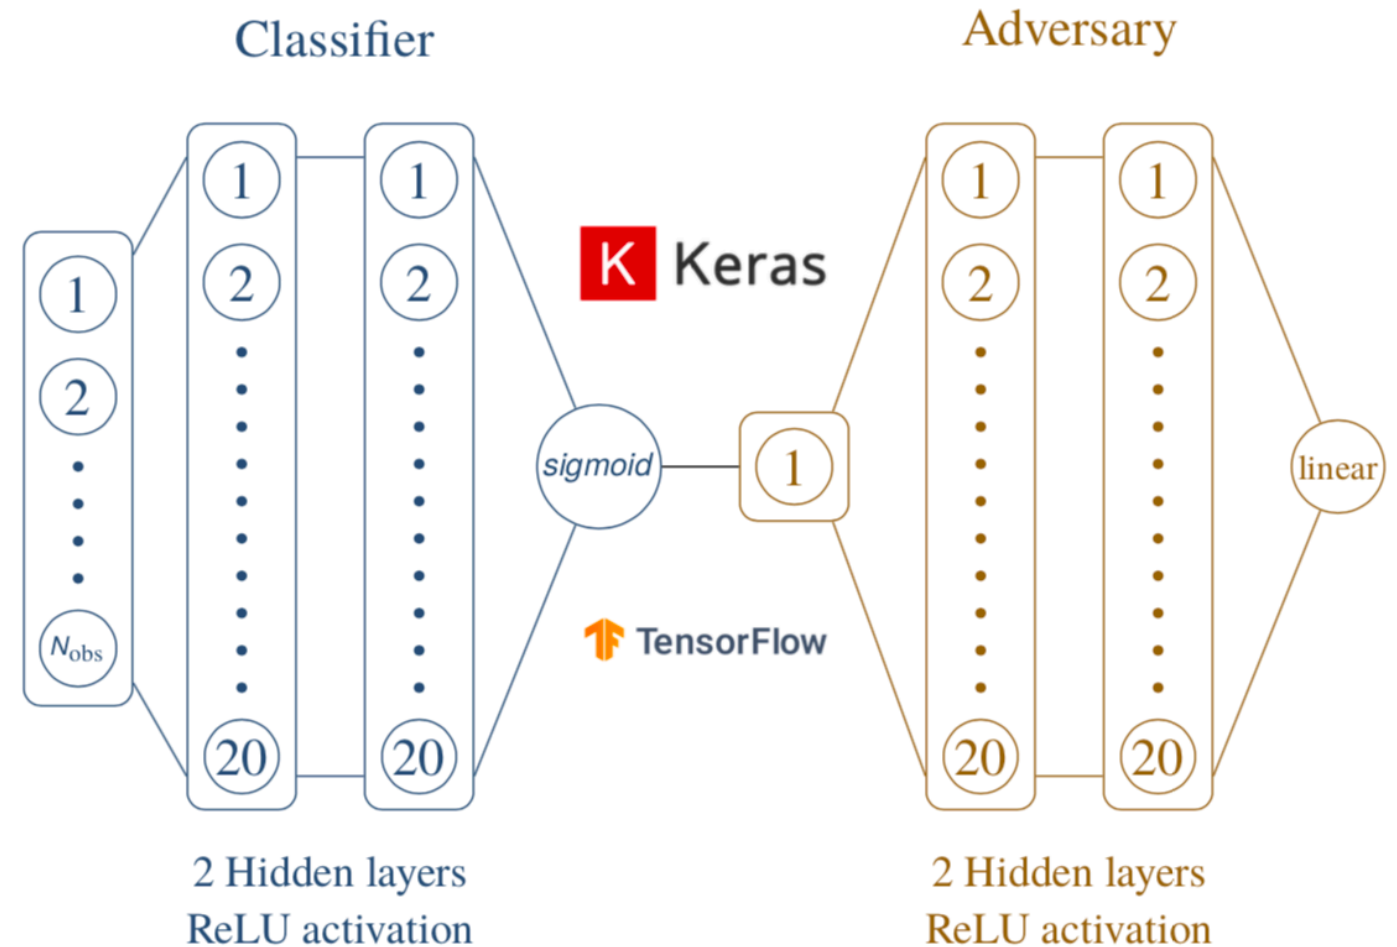 Classifier
Adversary
1
2
N_obs
1
2
20
1
2
20
sigmoid
K Keras
TensorFlow
1
1
2
20
1
2
20
linear
2 Hidden layers
ReLU activation
2 Hidden layers
ReLU activation